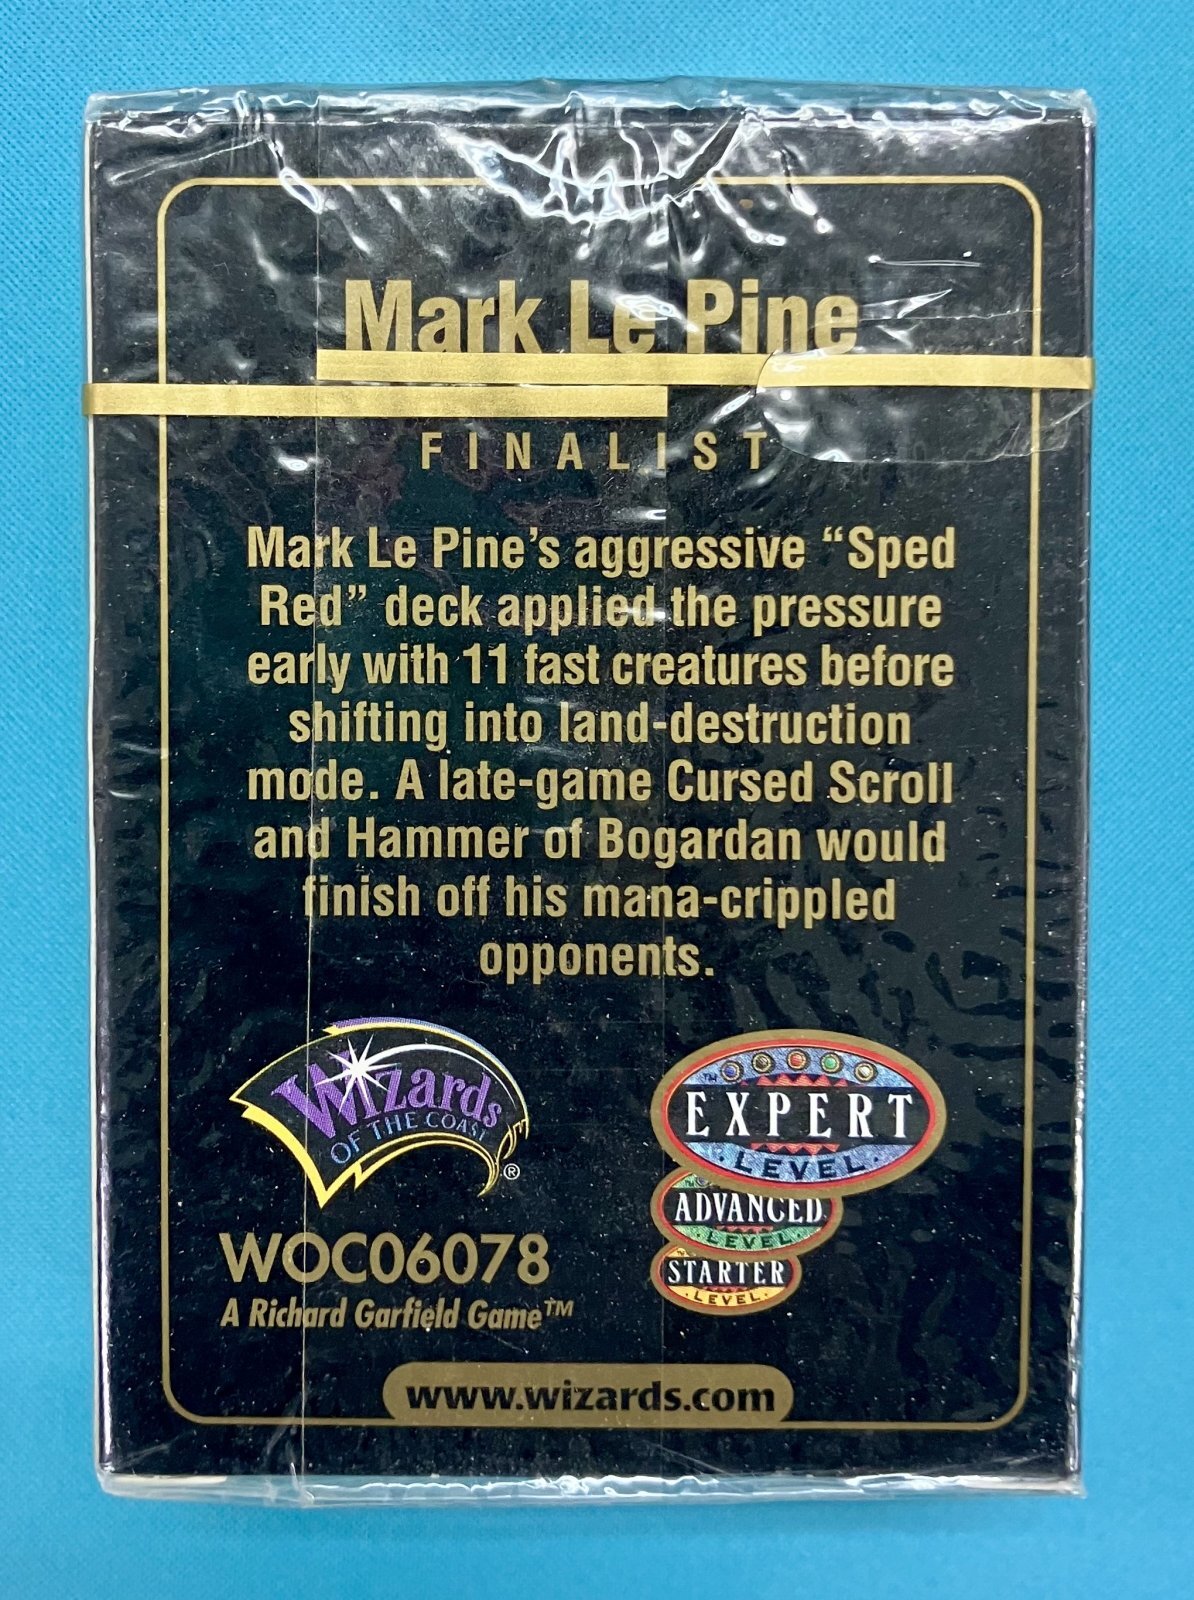 Mark Le Pine
FINALIST
Mark Le Pine's aggressive “Sped
Red” deck applied the pressure
early with 11 fast creatures before
shifting into land-destruction
mode. A late-game Cursed Scroll
and Hammer of Bogardan would
finish off his mana-crippled
opponents.
Wizards
OF THE COAST
®
WOC06078
A Richard Garfield Game™
™
EXPERT
LEVEL
ADVANCED
LEVEL
STARTER
LEVEL
www.wizards.com